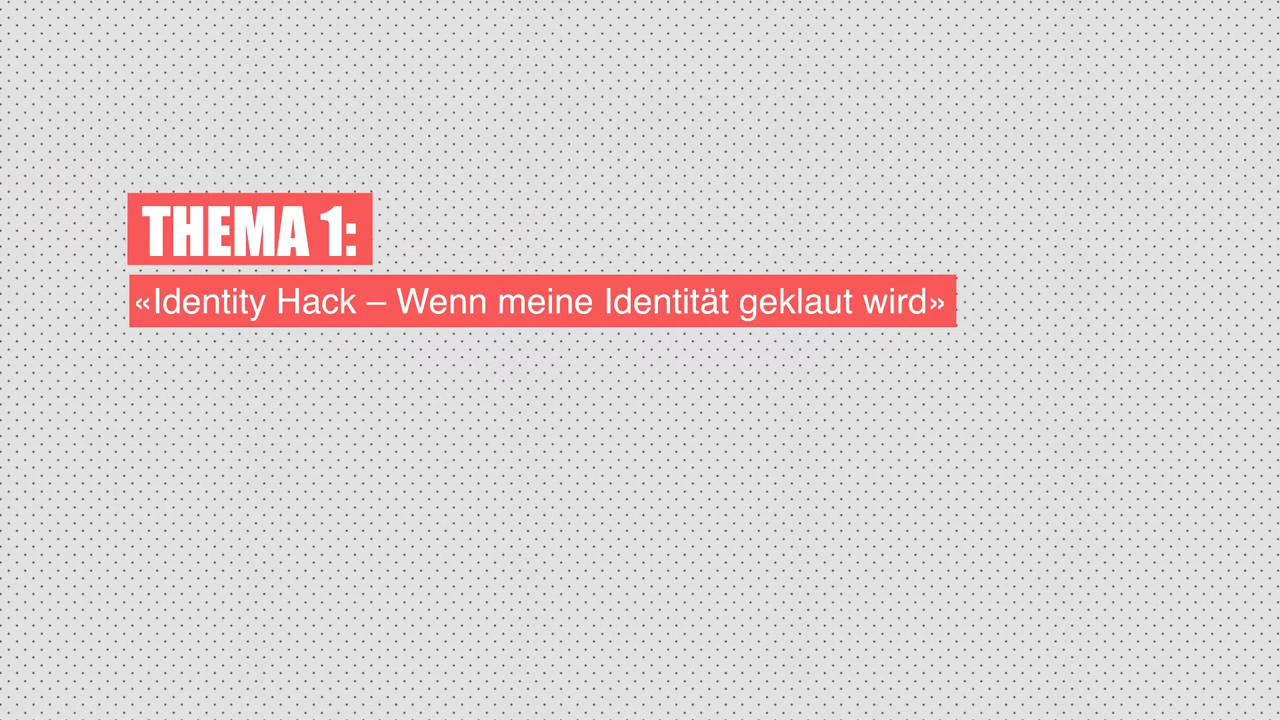 THEMA 1:
«Identity Hack – Wenn meine Identität geklaut wird»